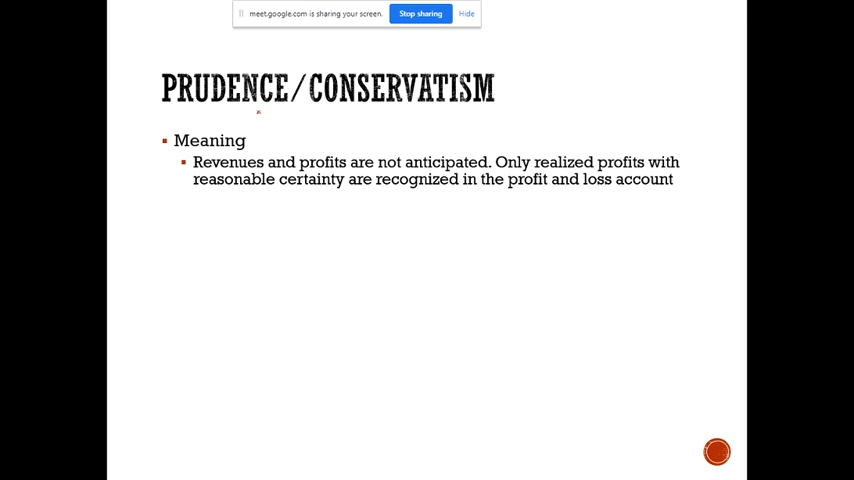 meet.google.com is sharing your screen. Stop sharing Hide
PRUDENCE/CONSERVATISM
Meaning
Revenues and profits are not anticipated. Only realized profits with
reasonable certainty are recognized in the profit and loss account